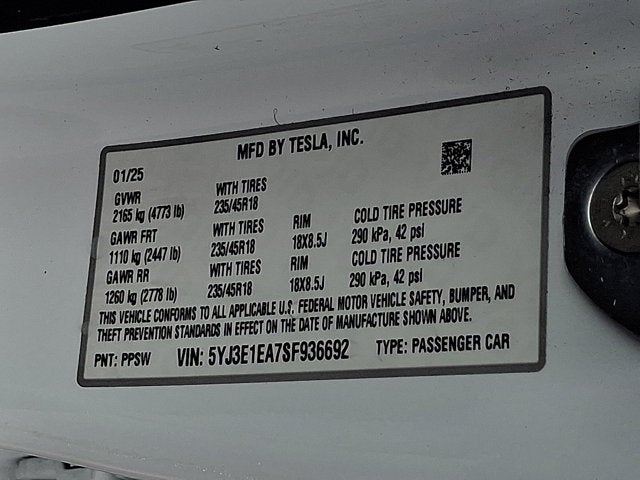 MFD BY TESLA, INC.
01/25
GVWR WITH TIRES
2165 kg (4773 lb) 235/45R18
GAWR FRT WITH TIRES RIM COLD TIRE PRESSURE
1110 kg (2447 lb) 235/45R18 18X8.5J 290 kPa, 42 psi
GAWR RR WITH TIRES RIM COLD TIRE PRESSURE
1260 kg (2778 lb) 235/45R18 18X8.5J 290 kPa, 42 psi
THIS VEHICLE CONFORMS TO ALL APPLICABLE U.S. FEDERAL MOTOR VEHICLE SAFETY, BUMPER, AND
THEFT PREVENTION STANDARDS IN EFFECT ON THE DATE OF MANUFACTURE SHOWN ABOVE.
PNT: PPSW VIN: 5YJ3E1EA7SF936692 TYPE: PASSENGER CAR